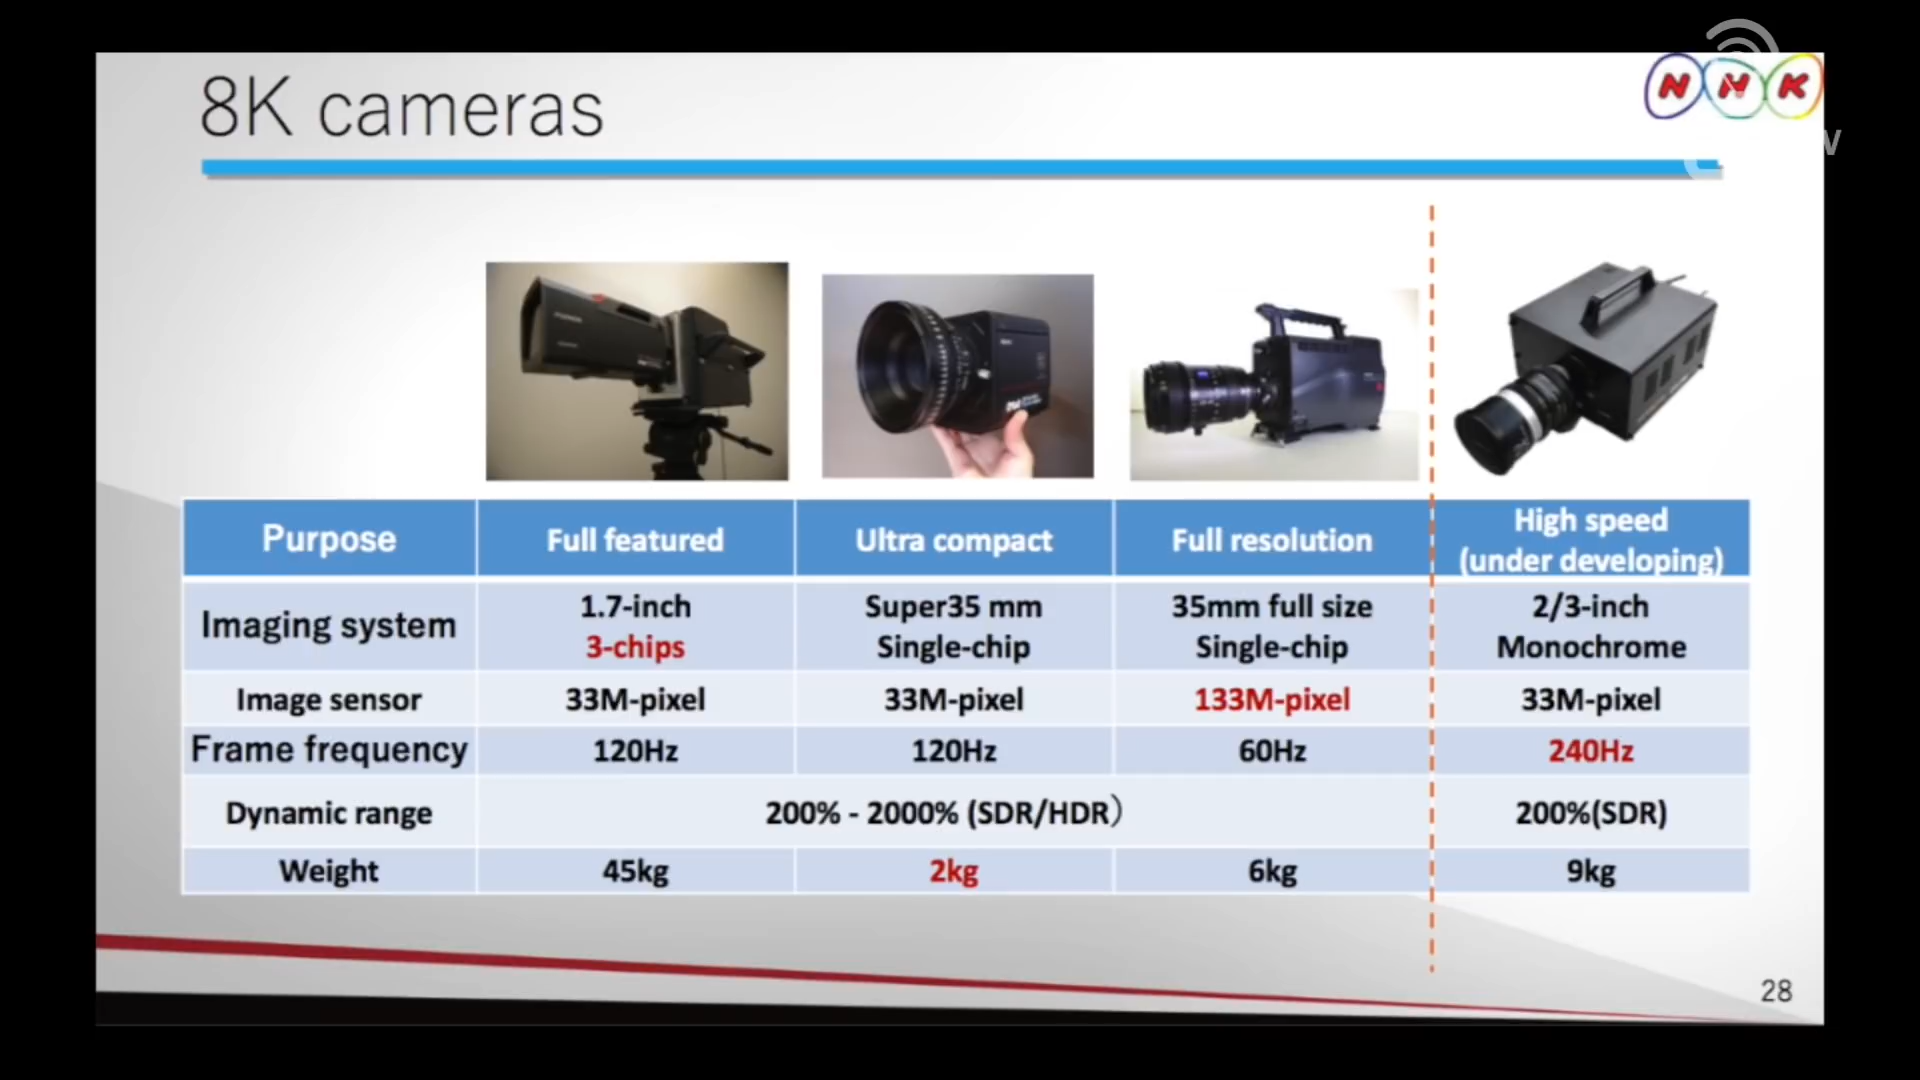 8K cameras
NHK
Purpose
Full featured
Ultra compact
Full resolution
High speed
(under developing)
Imaging system
1.7-inch
3-chips
Super35 mm
Single-chip
35mm full size
Single-chip
2/3-inch
Monochrome
Image sensor
33M-pixel
33M-pixel
133M-pixel
33M-pixel
Frame frequency
120Hz
120Hz
60Hz
240Hz
Dynamic range
200% - 2000% (SDR/HDR）
200%(SDR)
Weight
45kg
2kg
6kg
9kg
28